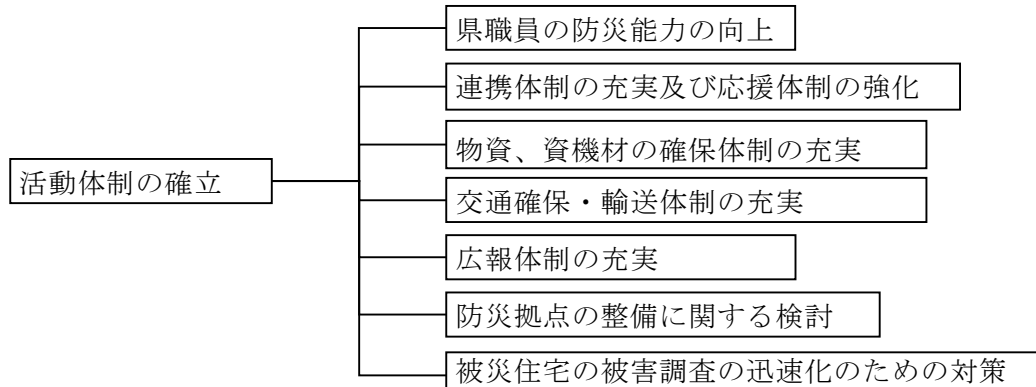 県職員の防災能力の向上
連携体制の充実及び応援体制の強化
物資、資機材の確保体制の充実
活動体制の確立
交通確保・輸送体制の充実
広報体制の充実
防災拠点の整備に関する検討
被災住宅の被害調査の迅速化のための対策